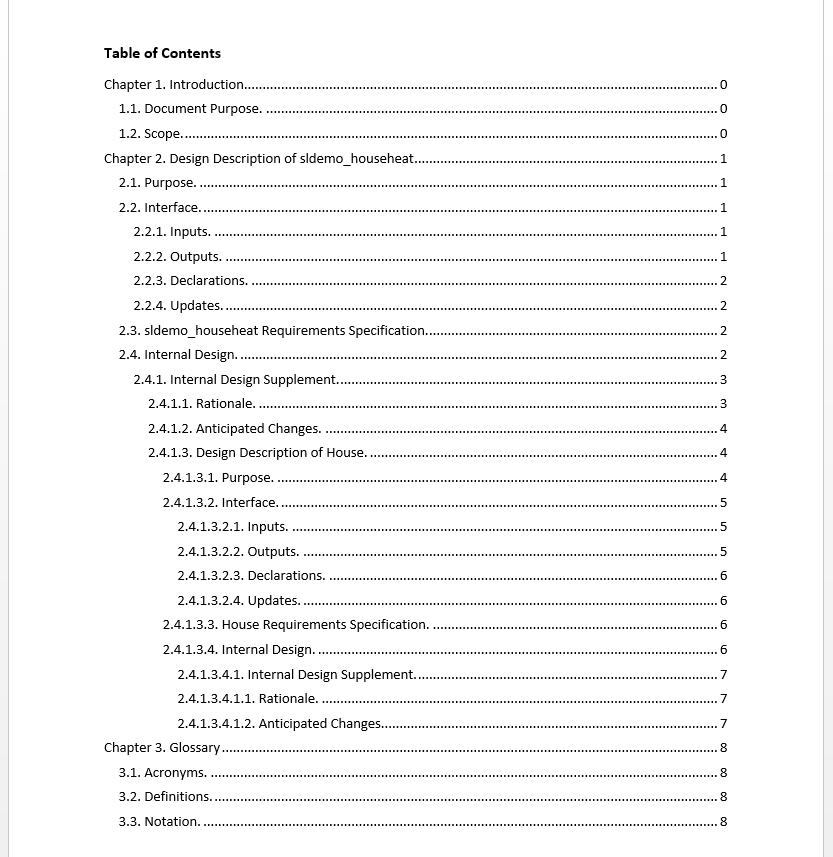 Table of Contents
Chapter 1. Introduction........................................................................ 0
1.1. Document Purpose. ........................................................................ 0
1.2. Scope......................................................................... 0
Chapter 2. Design Description of sldemo_househeat........................................................................ 1
2.1. Purpose. ........................................................................ 1
2.2. Interface......................................................................... 1
2.2.1. Inputs. ........................................................................ 1
2.2.2. Outputs. ........................................................................ 1
2.2.3. Declarations. ........................................................................ 2
2.2.4. Updates......................................................................... 2
2.3. sldemo_househeat Requirements Specification......................................................................... 2
2.4. Internal Design. ........................................................................ 2
2.4.1. Internal Design Supplement......................................................................... 3
2.4.1.1. Rationale. ........................................................................ 3
2.4.1.2. Anticipated Changes. ........................................................................ 4
2.4.1.3. Design Description of House. ........................................................................ 4
2.4.1.3.1. Purpose. ........................................................................ 4
2.4.1.3.2. Interface......................................................................... 5
2.4.1.3.2.1. Inputs. ........................................................................ 5
2.4.1.3.2.2. Outputs. ........................................................................ 5
2.4.1.3.2.3. Declarations. ........................................................................ 6
2.4.1.3.2.4. Updates. ........................................................................ 6
2.4.1.3.3. House Requirements Specification. ........................................................................ 6
2.4.1.3.4. Internal Design. ........................................................................ 6
2.4.1.3.4.1. Internal Design Supplement......................................................................... 7
2.4.1.3.4.1.1. Rationale. ........................................................................ 7
2.4.1.3.4.1.2. Anticipated Changes......................................................................... 7
Chapter 3. Glossary ........................................................................ 8
3.1. Acronyms. ........................................................................ 8
3.2. Definitions. ........................................................................ 8
3.3. Notation. ........................................................................ 8